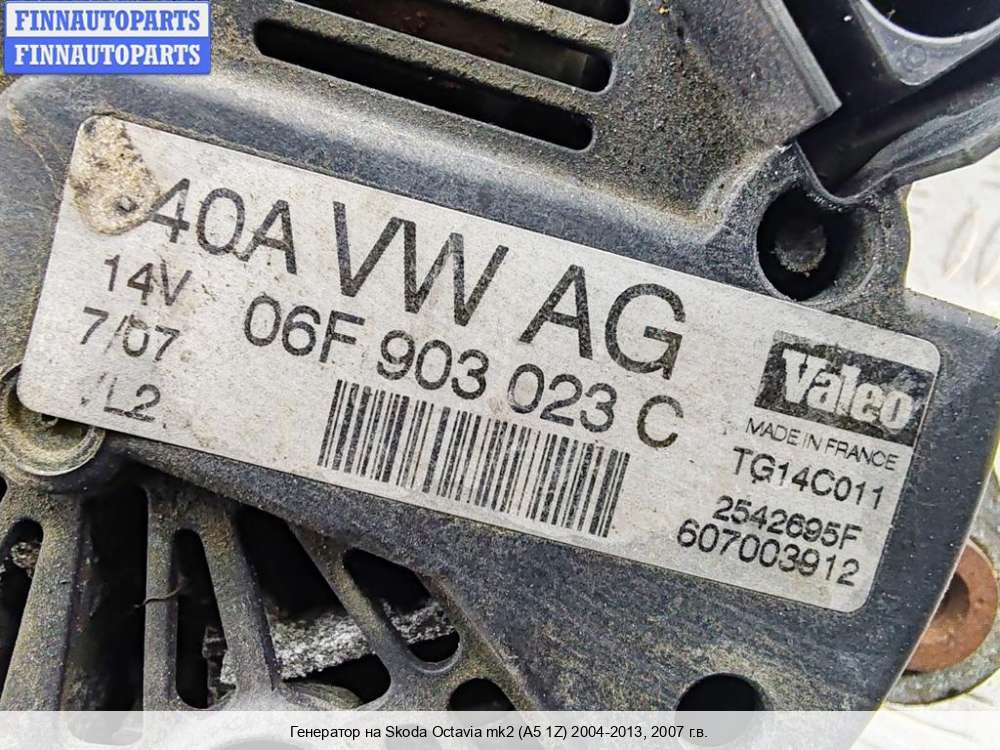 FINNAUTOPARTS
FINNAUTOPARTS
40A VW AG
14V
06F 903 023 C
7/07
L2
Valeo
MADE IN FRANCE
TG14C011
2542695F
607003912
Генератор на Skoda Octavia mk2 (A5 1Z) 2004-2013, 2007 г.в.